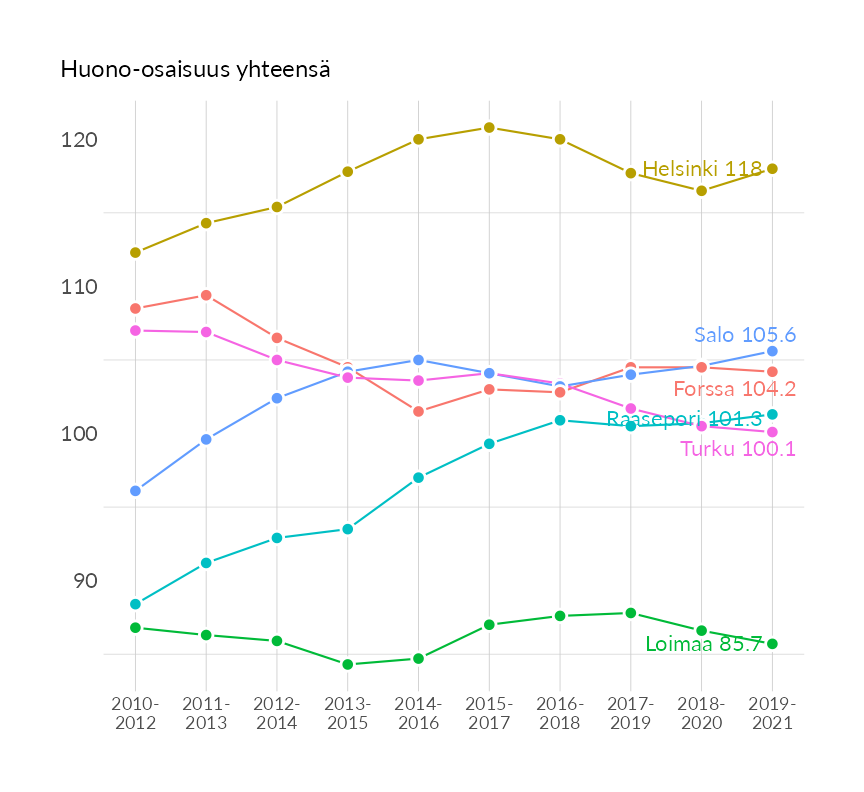 Huono-osaisuus yhteensä
120
Helsinki 118
110
Salo 105.6
Forssa 104.2
Raasepori 101.3
100
Turku 100.1
90
Loimaa 85.7
2010- 2011- 2012- 2013- 2014- 2015- 2016- 2017- 2018- 2019-
2012 2013 2014 2015 2016 2017 2018 2019 2020 2021